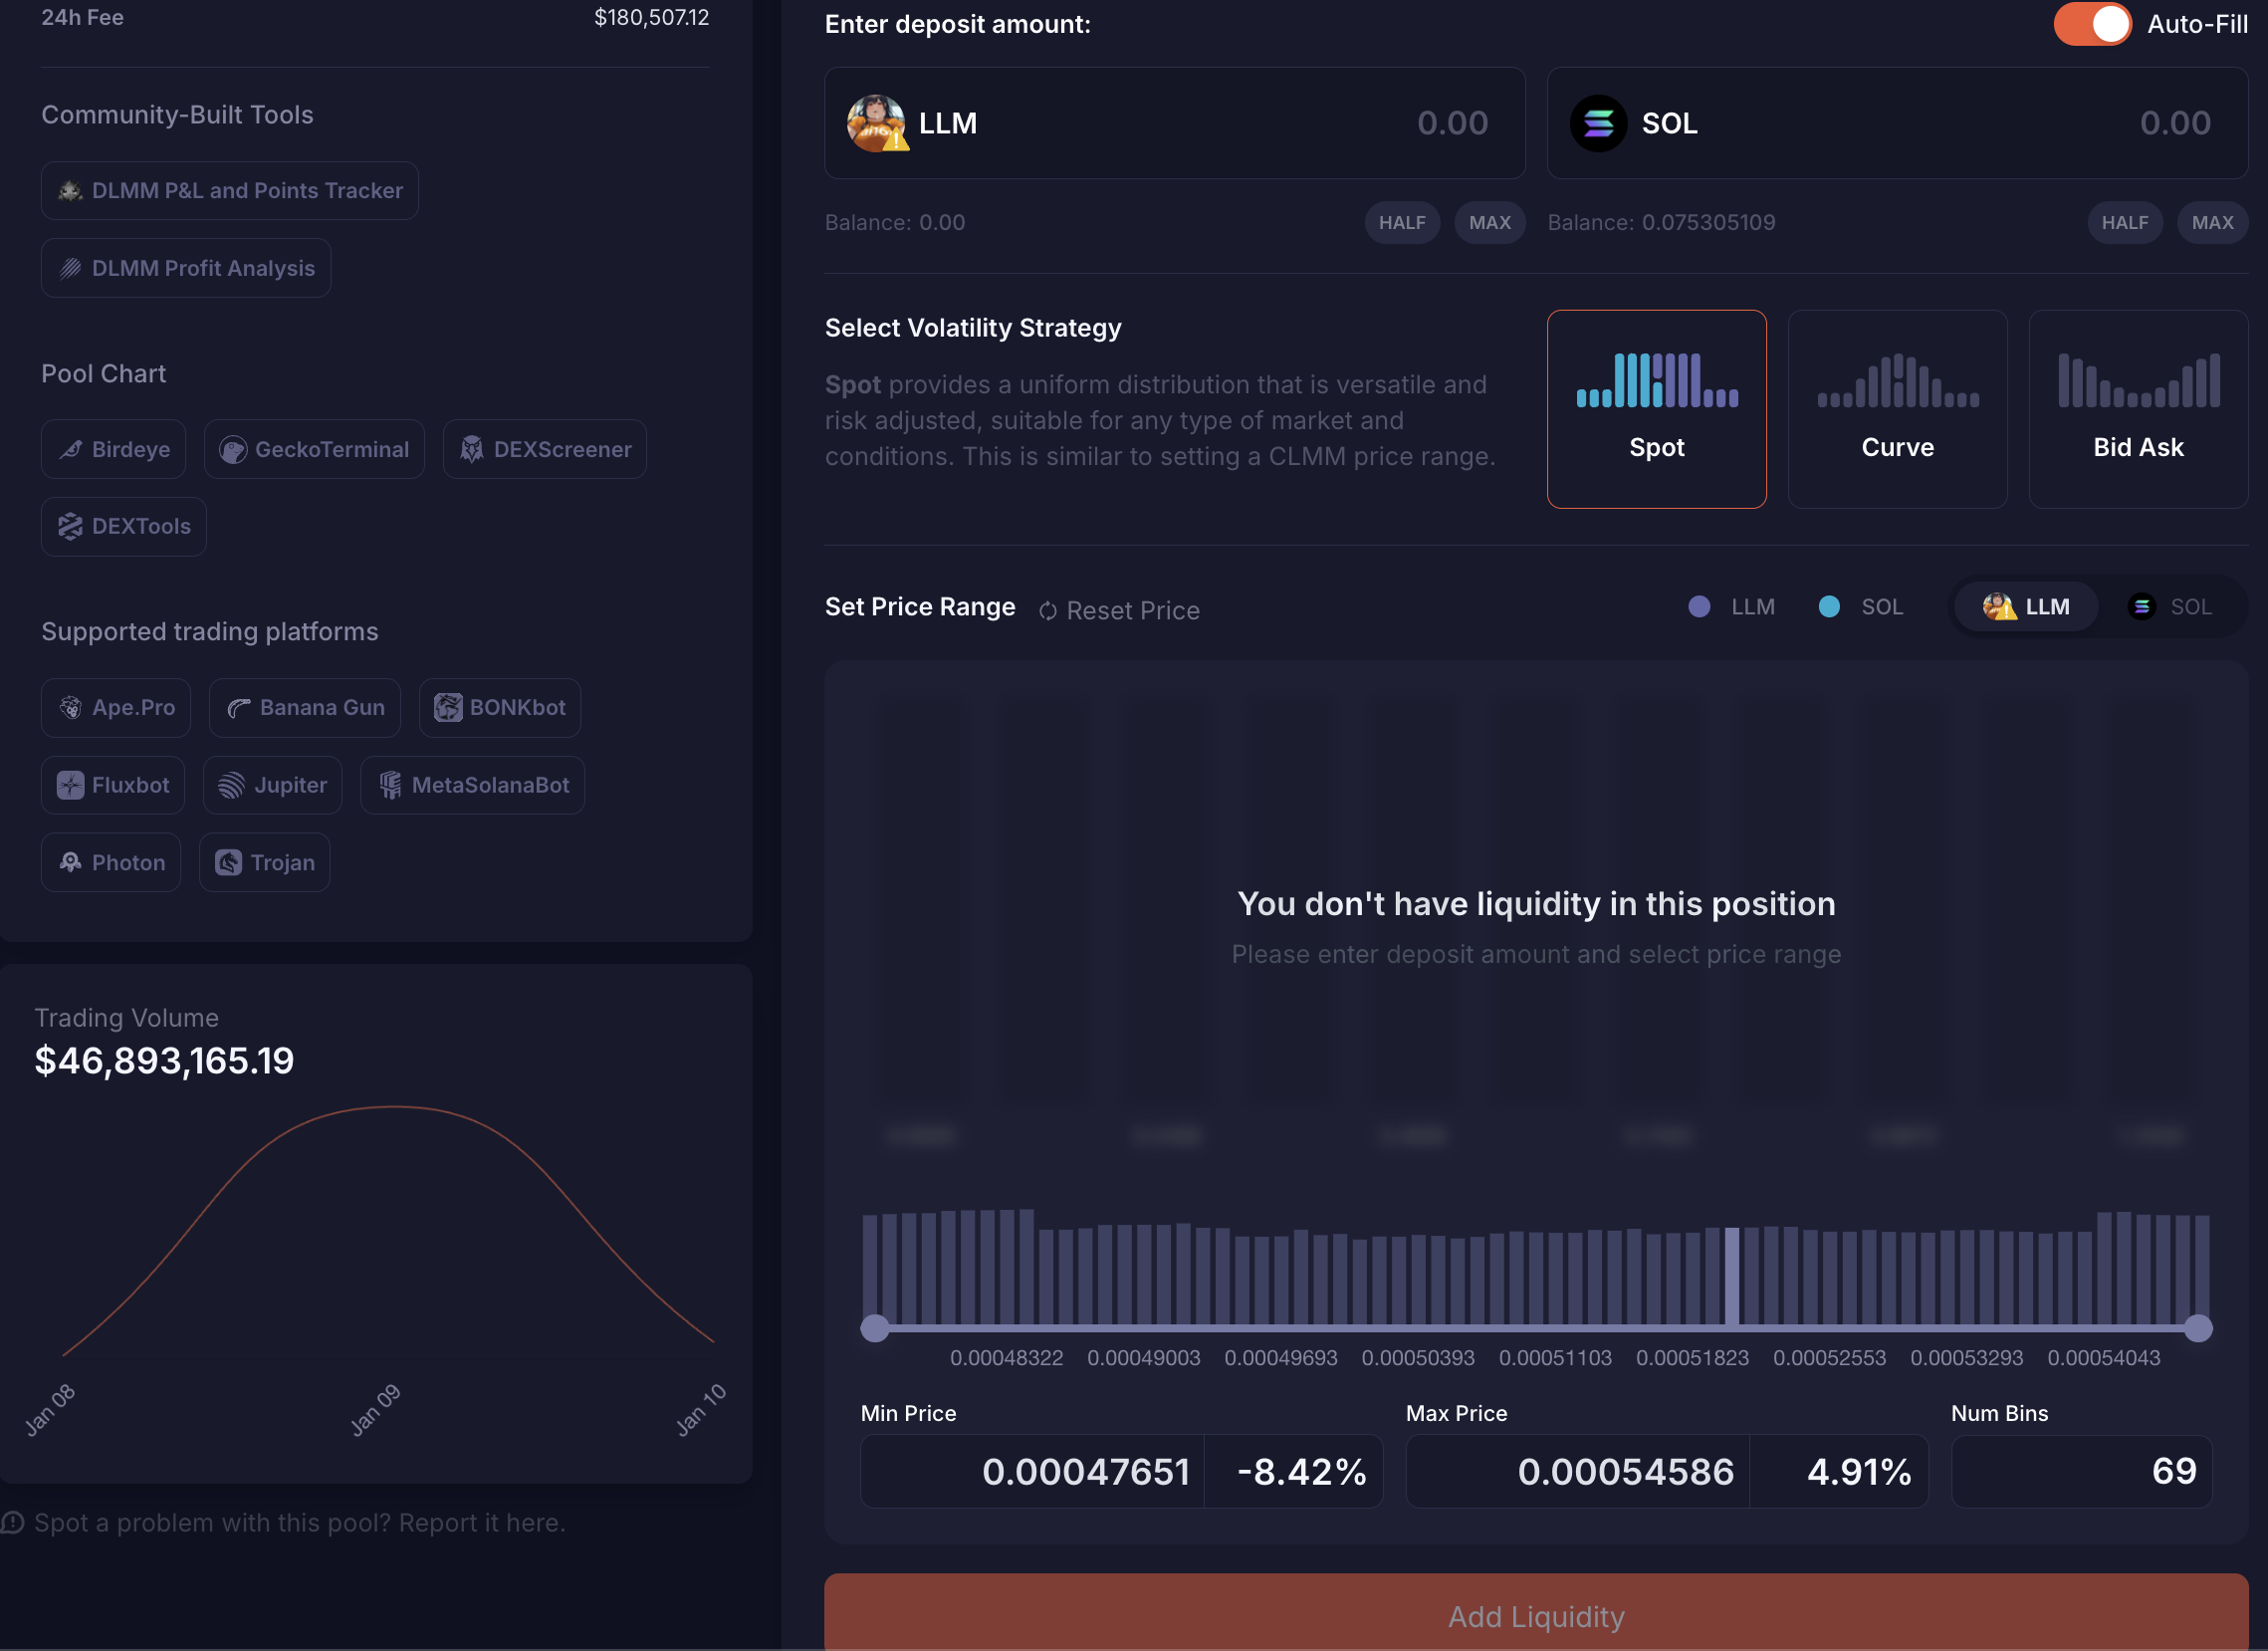 24h Fee $180,507.12
Community-Built Tools
DLMM P&L and Points Tracker
DLMM Profit Analysis
Pool Chart
Birdeye GeckoTerminal DEXScreener
DEXTools
Supported trading platforms
Ape.Pro Banana Gun BONKbot
Fluxbot Jupiter MetaSolanaBot
Photon Trojan
Trading Volume
$46,893,165.19
Jan 08 Jan 09 Jan 10
Spot a problem with this pool? Report it here.
Enter deposit amount: Auto-Fill
LLM 0.00 SOL 0.00
Balance: 0.00 HALF MAX Balance: 0.075305109 HALF MAX
Select Volatility Strategy
Spot provides a uniform distribution that is versatile and
risk adjusted, suitable for any type of market and
conditions. This is similar to setting a CLMM price range.
Spot Curve Bid Ask
Set Price Range Reset Price LLM SOL LLM SOL
You don't have liquidity in this position
Please enter deposit amount and select price range
0.00048322 0.00049003 0.00049693 0.00050393 0.00051103 0.00051823 0.00052553 0.00053293 0.00054043
Min Price Max Price Num Bins
0.00047651 -8.42% 0.00054586 4.91% 69
Add Liquidity